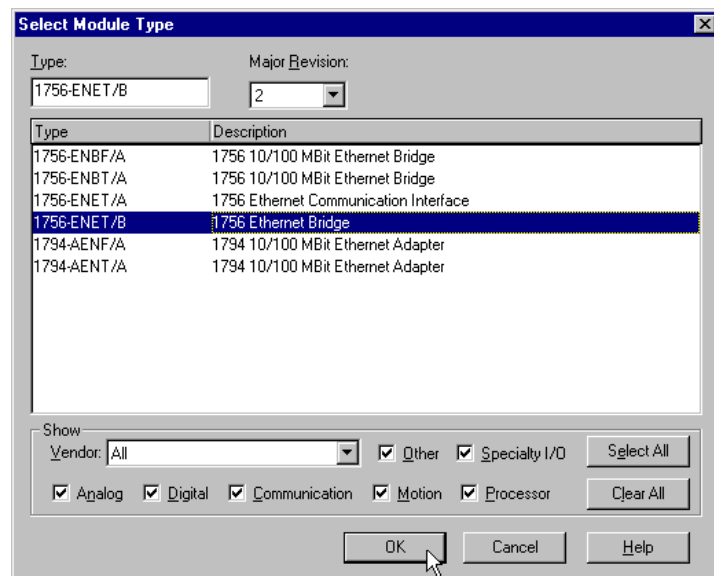 Select Module Type
Type: Major Revision:
1756-ENET/B 2
Type Description
1756-ENBF/A 1756 10/100 MBit Ethernet Bridge
1756-ENBT/A 1756 10/100 MBit Ethernet Bridge
1756-ENET/A 1756 Ethernet Communication Interface
1756-ENET/B 1756 Ethernet Bridge
1794-AENF/A 1794 10/100 MBit Ethernet Adapter
1794-AENT/A 1794 10/100 MBit Ethernet Adapter
Show
Vendor: All Other Specialty I/O Select All
Analog Digital Communication Motion Processor Clear All
OK Cancel Help